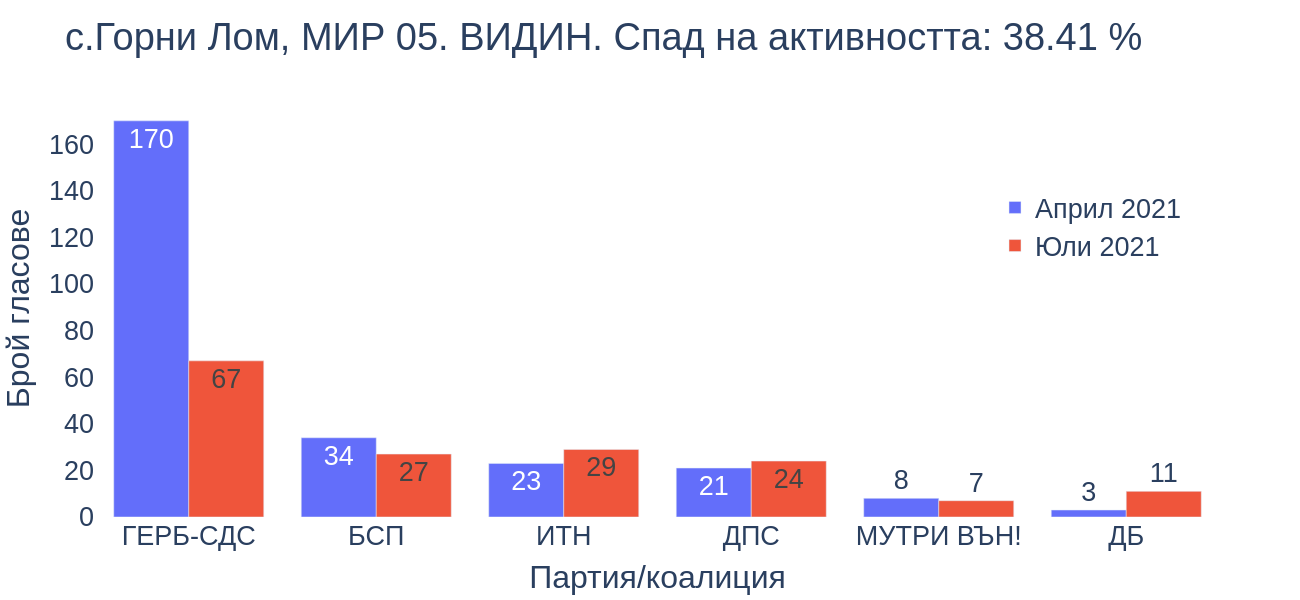 с.Горни Лом, МИР 05. ВИДИН. Спад на активността: 38.41 %
Брой гласове
160
140
120
100
80
60
40
20
0
170
67
34
27
23
29
21
24
8
7
3
11
Април 2021
Юли 2021
ГЕРБ-СДС
БСП
ИТН
ДПС
МУТРИ ВЪН!
ДБ
Партия/коалиция